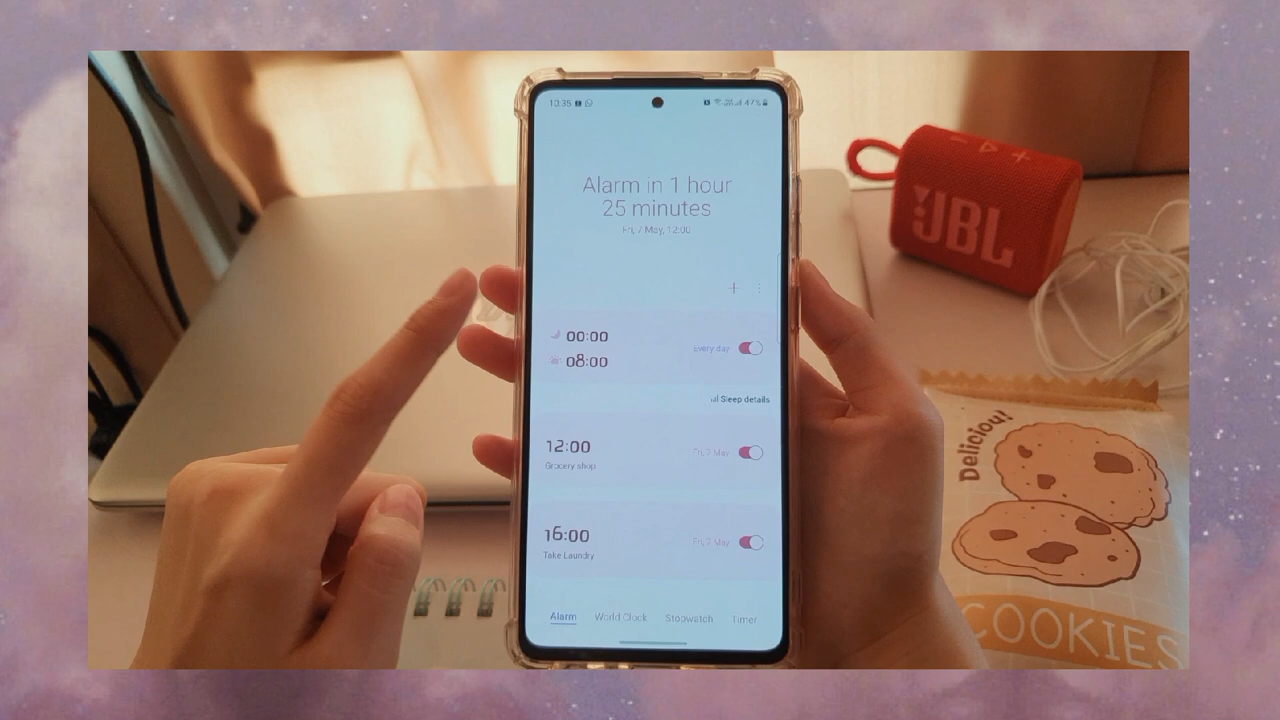 10:35
47%
Alarm in 1 hour
25 minutes
Fri, 7 May, 12:00
00:00
08:00
Every day
Sleep details
12:00
Grocery shop
Fri, 7 May
16:00
Take Laundry
Fri, 7 May
Alarm World Clock Stopwatch Timer
JBL
Deliciou!
COOKIES